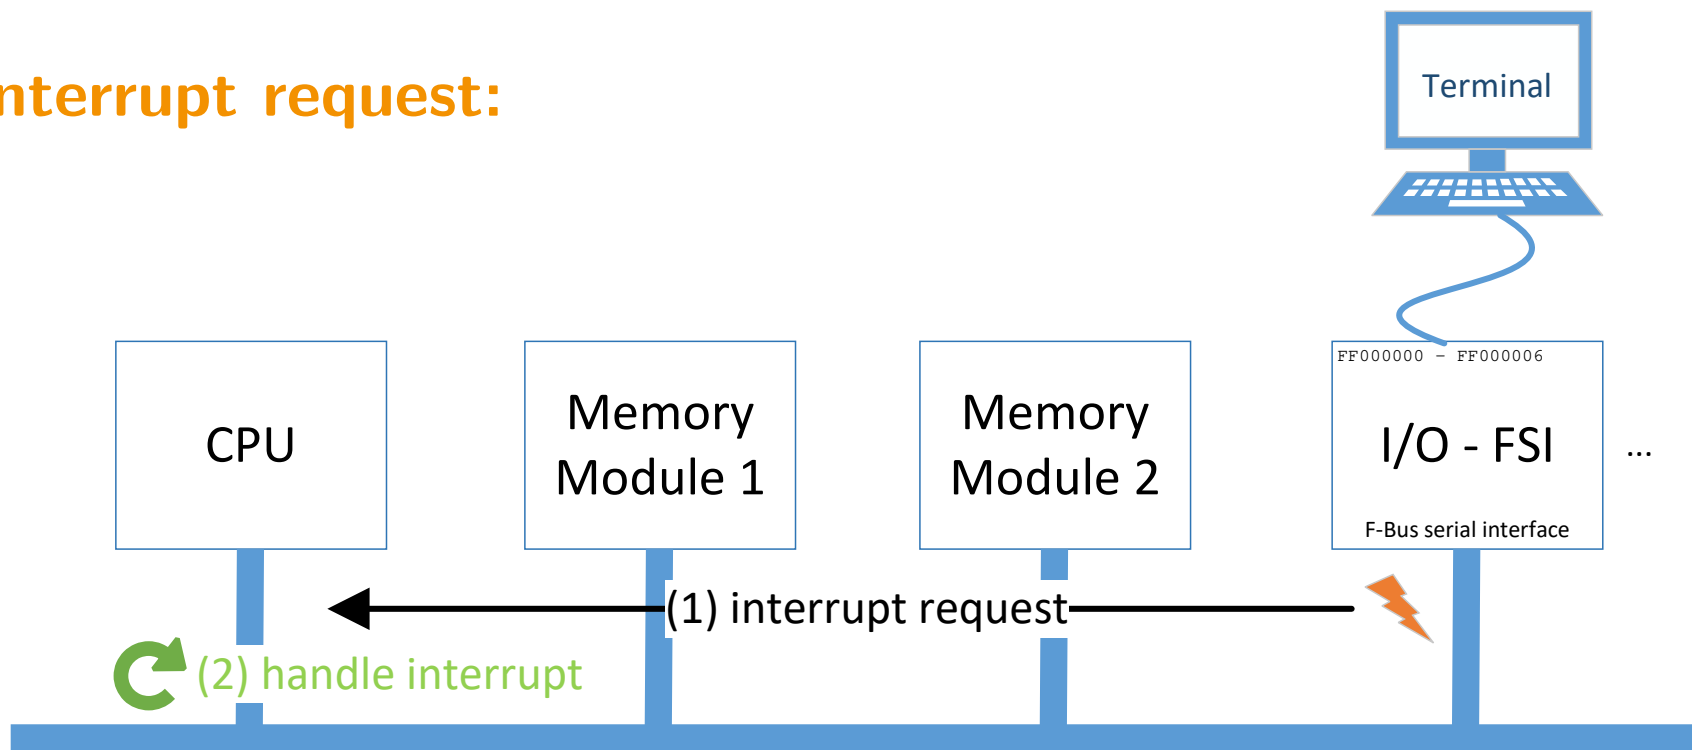 nterrupt request:
Terminal
FF000000 - FF000006
CPU
Memory
Module 1
Memory
Module 2
I/O - FSI
...
F-Bus serial interface
(1) interrupt request
(2) handle interrupt